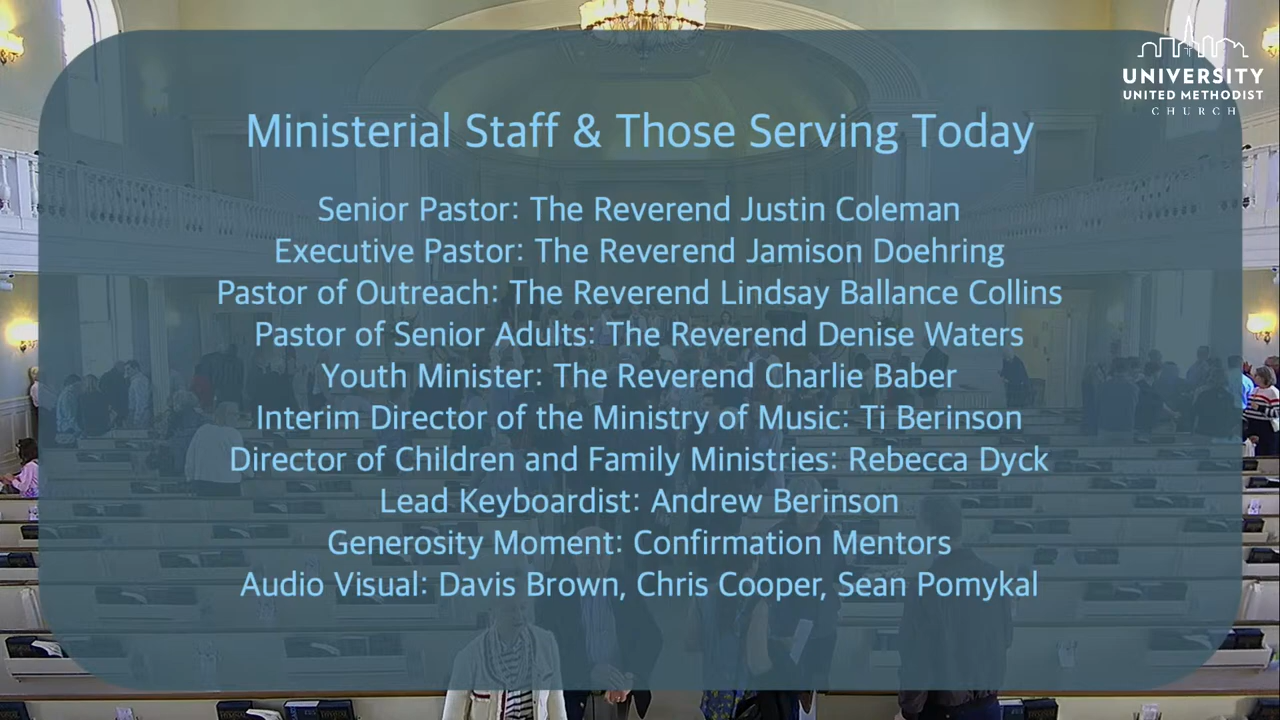 UNIVERSITY
UNITED METHODIST
CHURCH
Ministerial Staff & Those Serving Today
Senior Pastor: The Reverend Justin Coleman
Executive Pastor: The Reverend Jamison Doehring
Pastor of Outreach: The Reverend Lindsay Ballance Collins
Pastor of Senior Adults: The Reverend Denise Waters
Youth Minister: The Reverend Charlie Baber
Interim Director of the Ministry of Music: Ti Berinson
Director of Children and Family Ministries: Rebecca Dyck
Lead Keyboardist: Andrew Berinson
Generosity Moment: Confirmation Mentors
Audio Visual: Davis Brown, Chris Cooper, Sean Pomykal